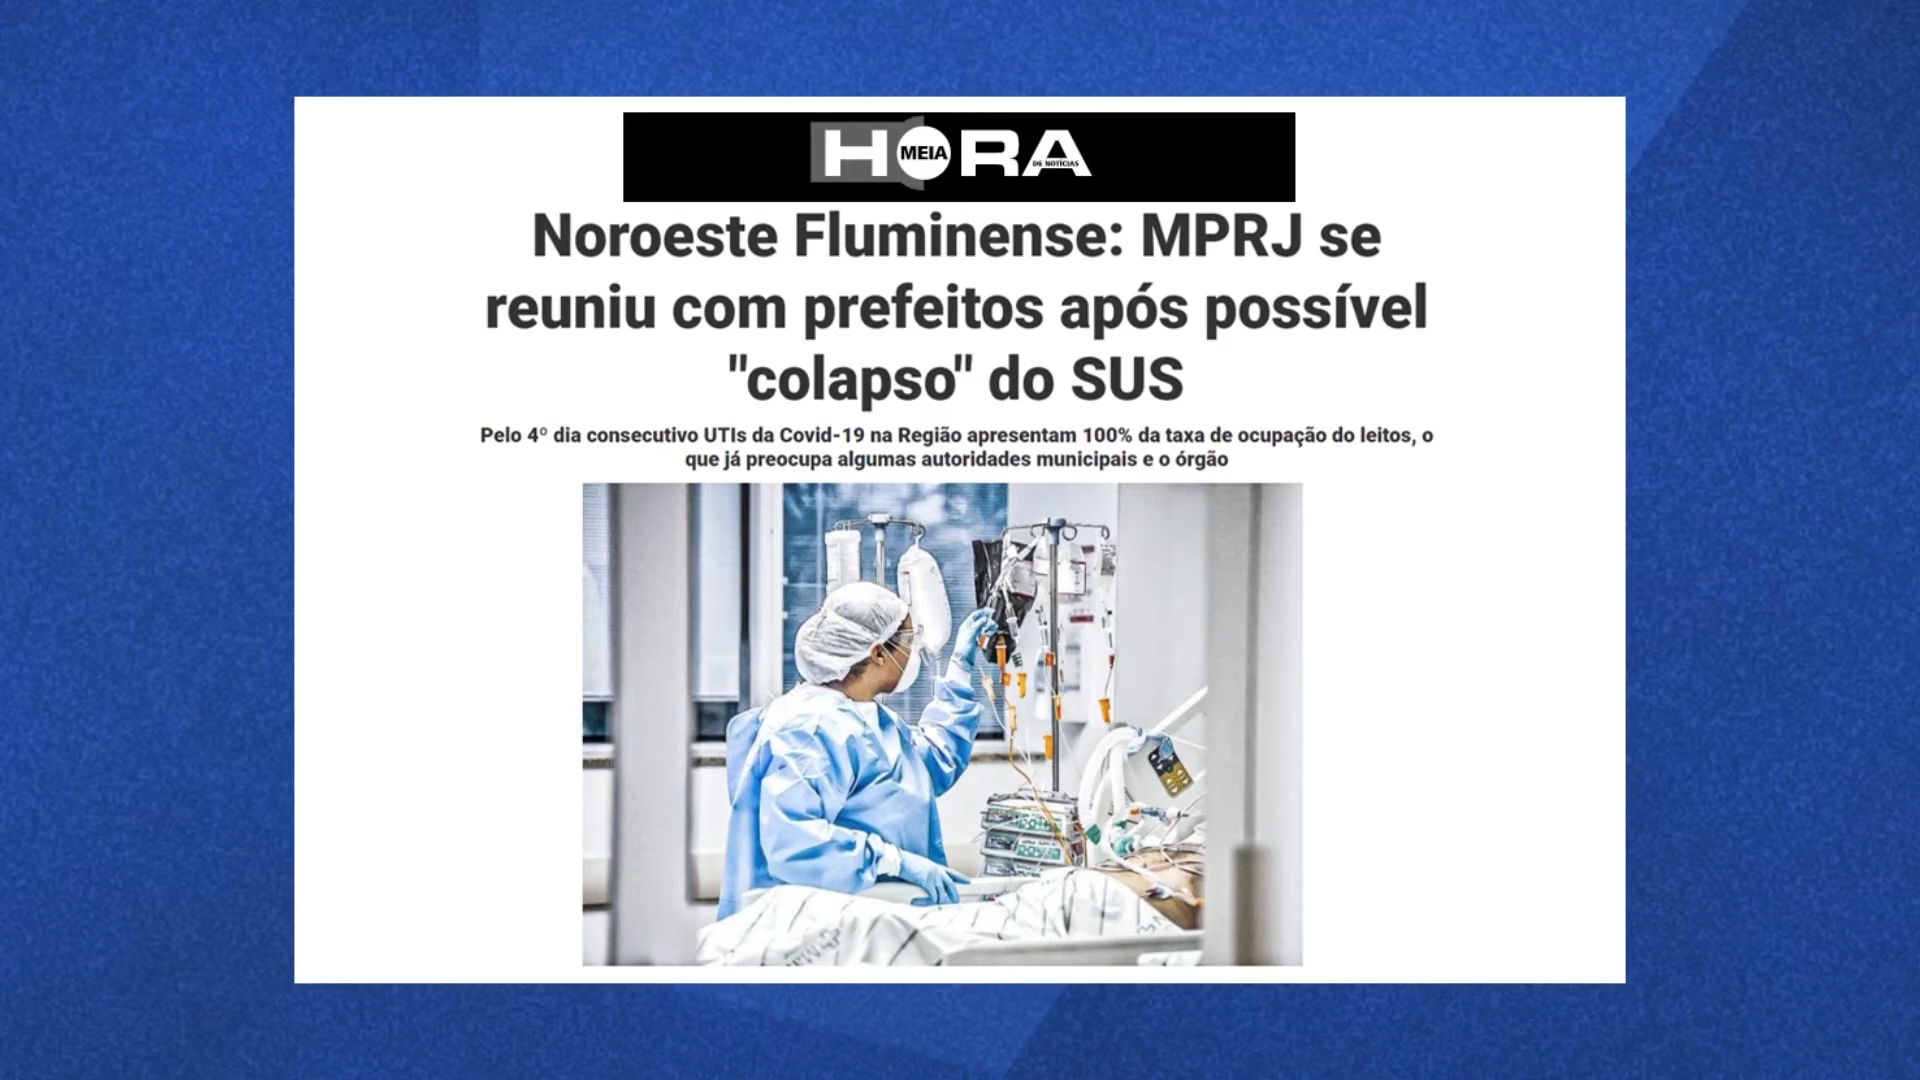 HORA
MEIA
DE NOTÍCIAS
Noroeste Fluminense: MPRJ se
reuniu com prefeitos após possível
"colapso" do SUS
Pelo 4º dia consecutivo UTIs da Covid-19 na Região apresentam 100% da taxa de ocupação do leitos, o
que já preocupa algumas autoridades municipais e o órgão